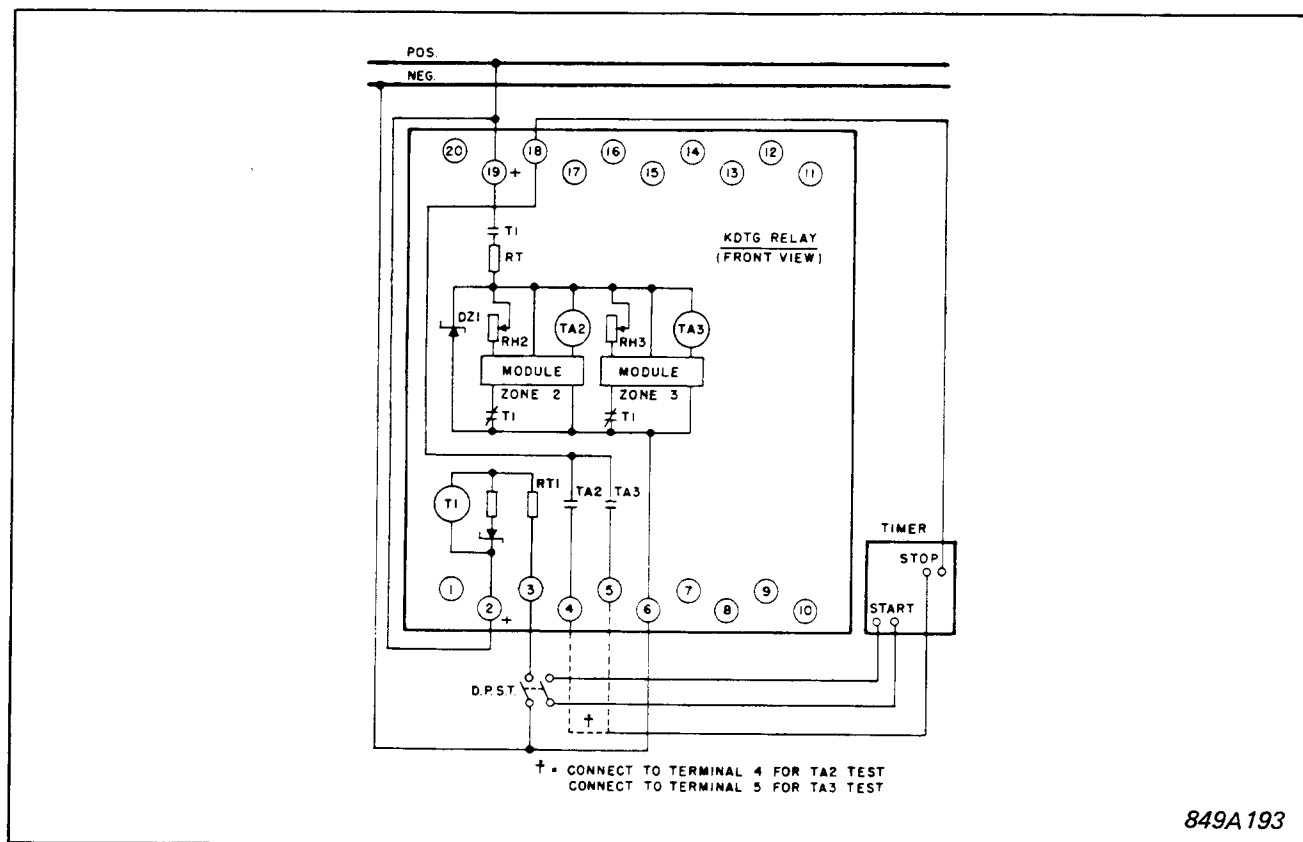 POS.
NEG.
20
19
+
18
17
16
15
14
13
12
11
KDTG RELAY
(FRONT VIEW)
T1
RT
DZ1
RH2
TA2
RH3
TA3
MODULE
MODULE
ZONE 2
ZONE 3
T1
T1
T1
RT1
TA2
TA3
TIMER
STOP
START
1
2
+
3
4
5
6
7
8
9
10
D.P.S.T.
†
† = CONNECT TO TERMINAL 4 FOR TA2 TEST
CONNECT TO TERMINAL 5 FOR TA3 TEST
849A193